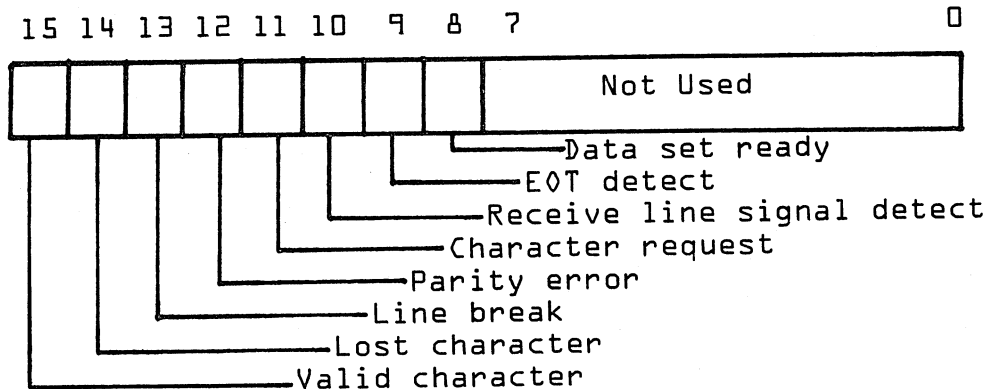 15 14 13 12 11 10 9 8 7 0
Not Used
Data set ready
EOT detect
Receive line signal detect
Character request
Parity error
Line break
Lost character
Valid character